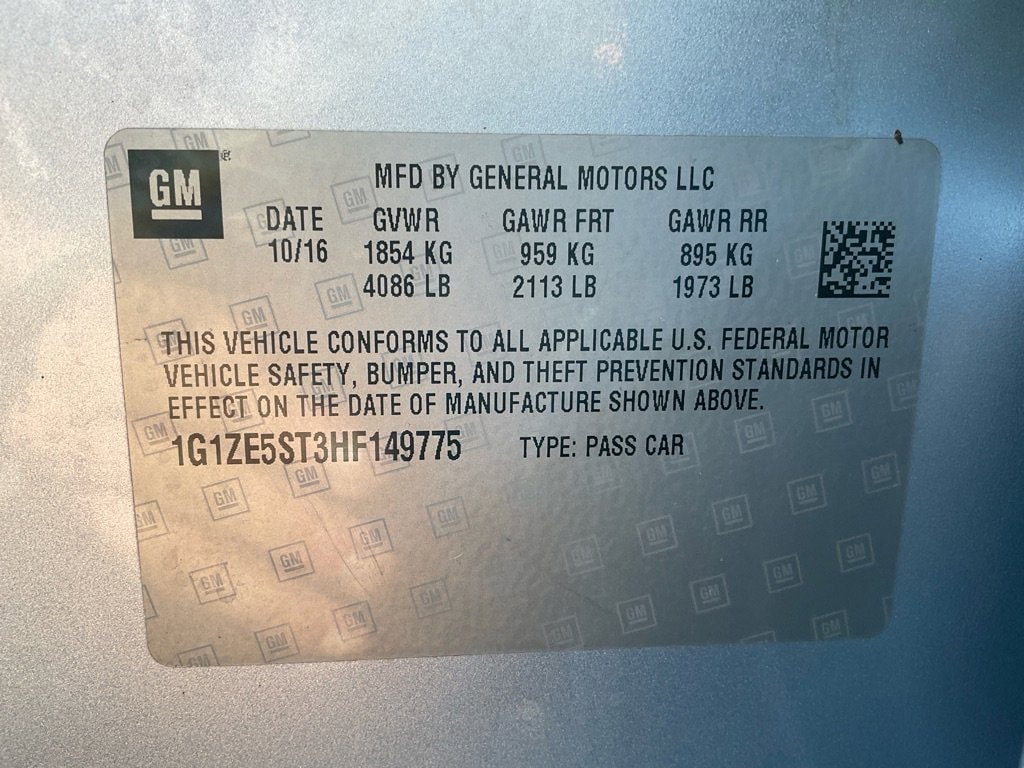 GM
MFD BY GENERAL MOTORS LLC
DATE GVWR GAWR FRT GAWR RR
10/16 1854 KG 959 KG 895 KG
4086 LB 2113 LB 1973 LB
THIS VEHICLE CONFORMS TO ALL APPLICABLE U.S. FEDERAL MOTOR
VEHICLE SAFETY, BUMPER, AND THEFT PREVENTION STANDARDS IN
EFFECT ON THE DATE OF MANUFACTURE SHOWN ABOVE.
1G1ZE5ST3HF149775 TYPE: PASS CAR